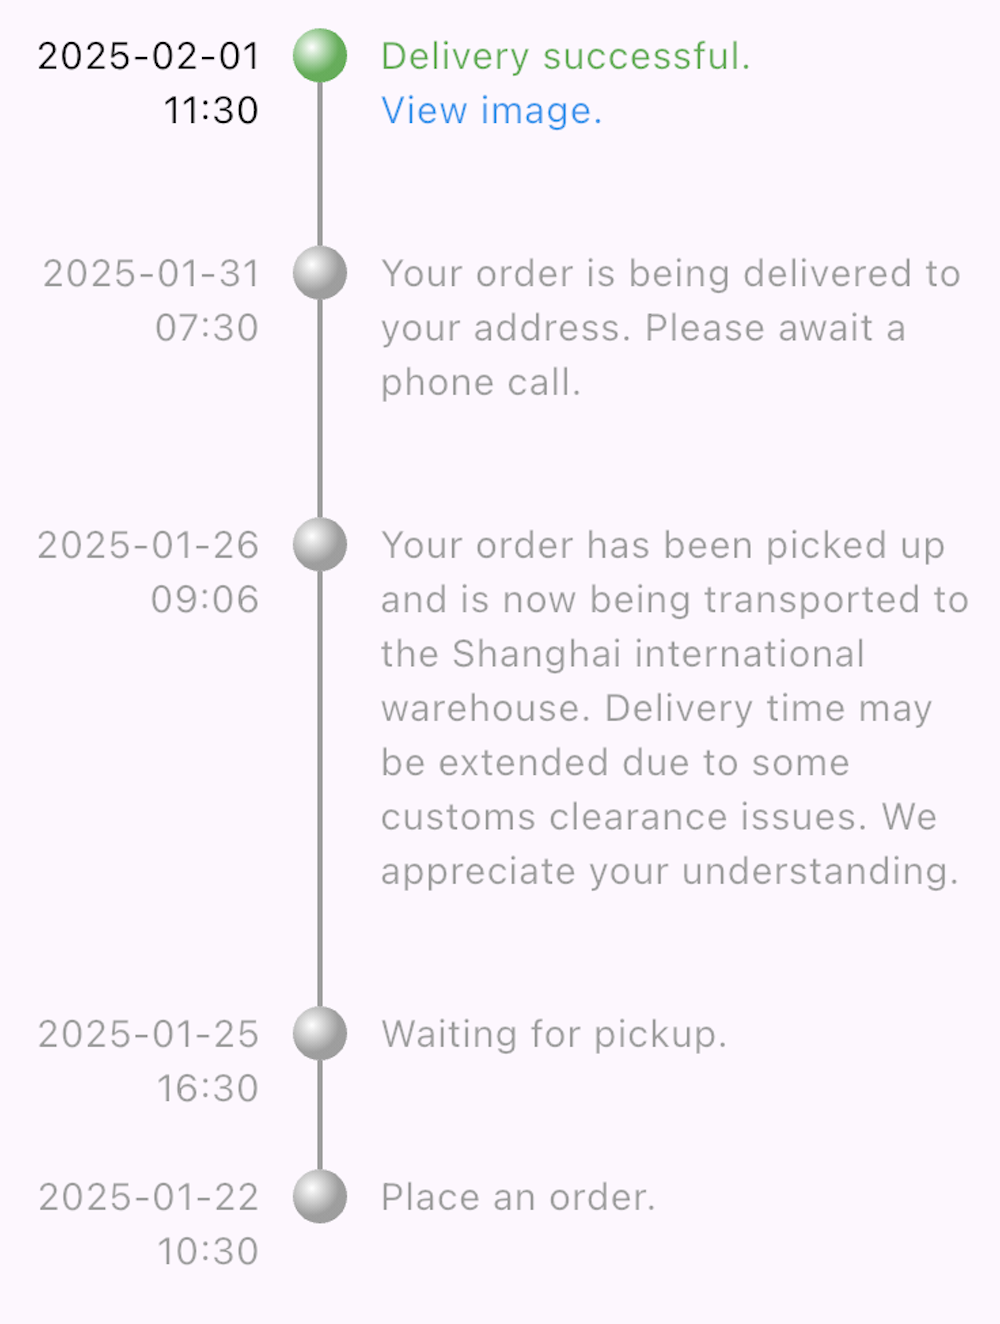 2025-02-01
11:30
Delivery successful.
View image.
2025-01-31
07:30
Your order is being delivered to
your address. Please await a
phone call.
2025-01-26
09:06
Your order has been picked up
and is now being transported to
the Shanghai international
warehouse. Delivery time may
be extended due to some
customs clearance issues. We
appreciate your understanding.
2025-01-25
16:30
Waiting for pickup.
2025-01-22
10:30
Place an order.